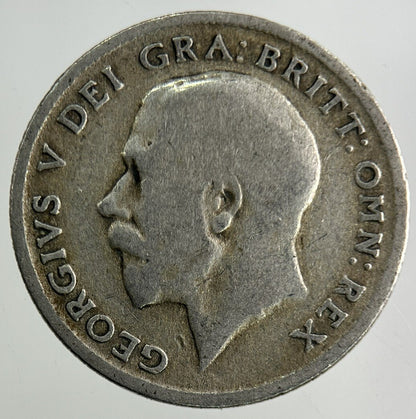 GEORGIVS V DEI GRA: BRITT: OMN: REX